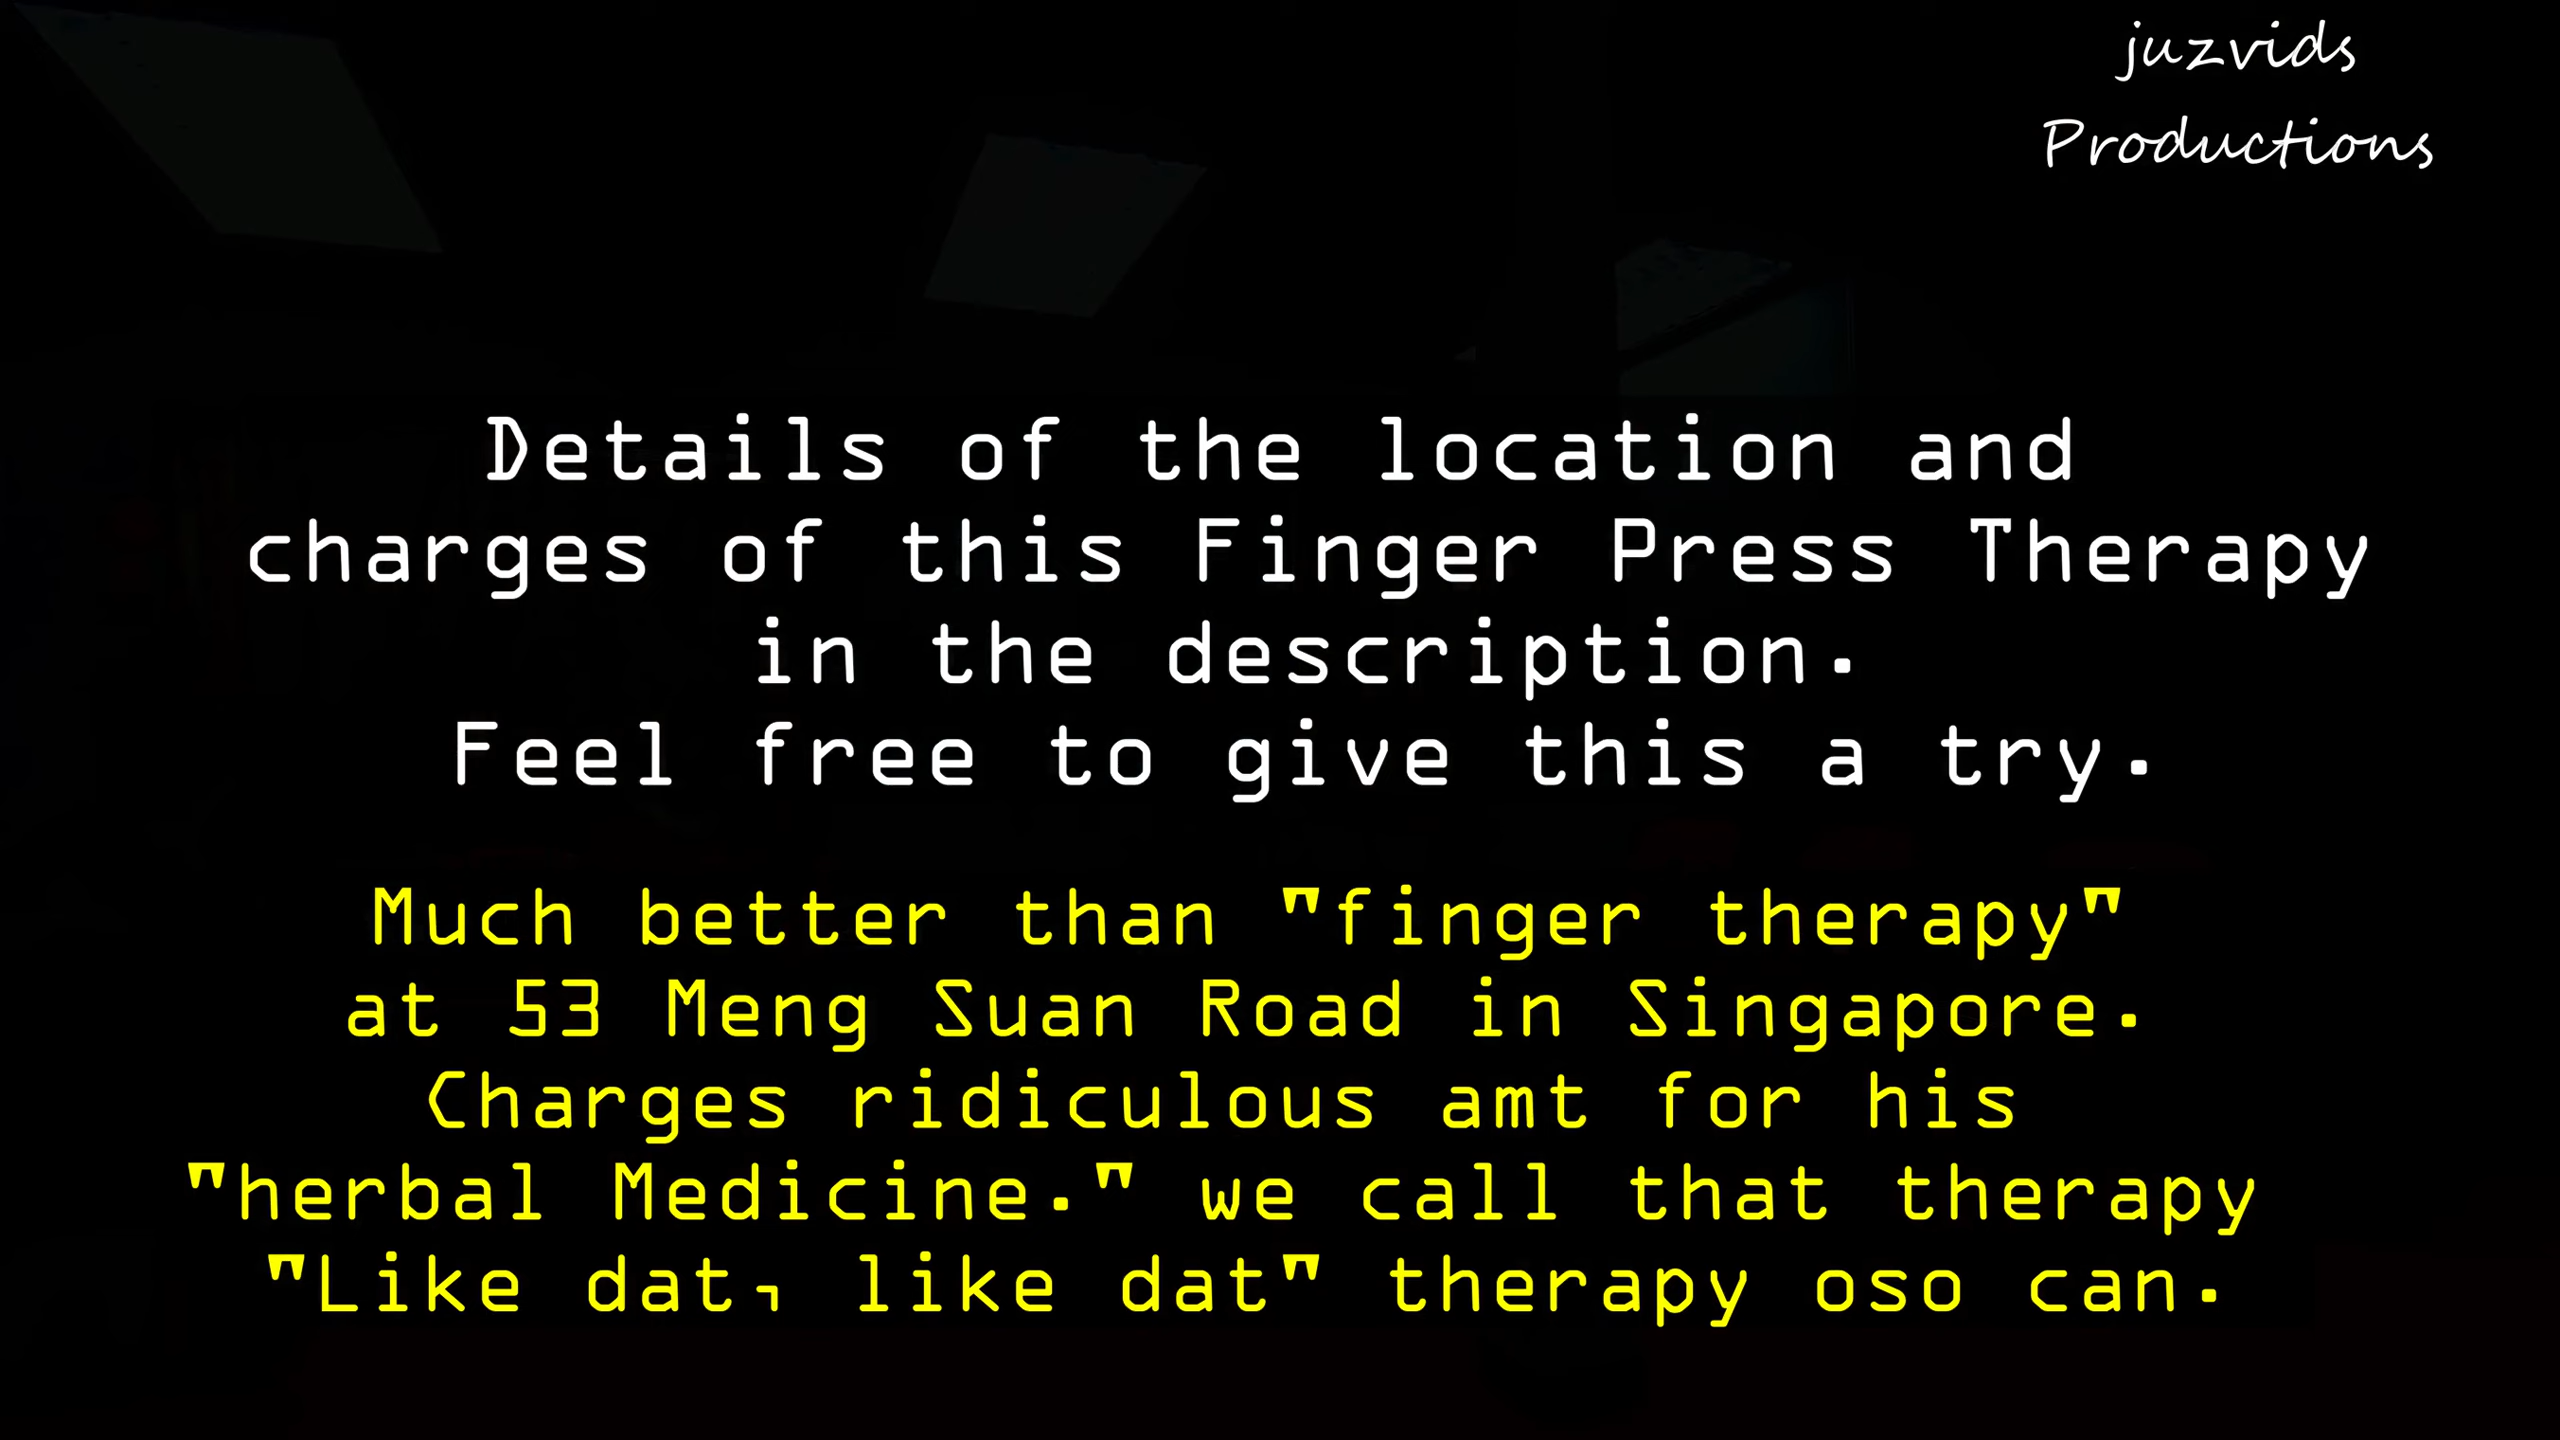 juzvids
Productions
Details of the location and
charges of this Finger Press Therapy
in the description.
Feel free to give this a try.
Much better than "finger therapy"
at 53 Meng Suan Road in Singapore.
Charges ridiculous amt for his
"herbal Medicine." we call that therapy
"Like dat, like dat" therapy oso can.